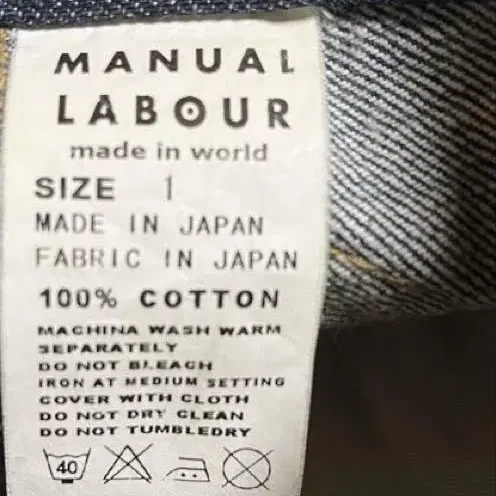 MANUAL
LABOUR
made in world
SIZE 1
MADE IN JAPAN
FABRIC IN JAPAN
100% COTTON
MACHINA WASH WARM
SEPARATELY
DO NOT BLEACH
IRON AT MEDIUM SETTING
COVER WITH CLOTH
DO NOT DRY CLEAN
DO NOT TUMBLEDRY
40